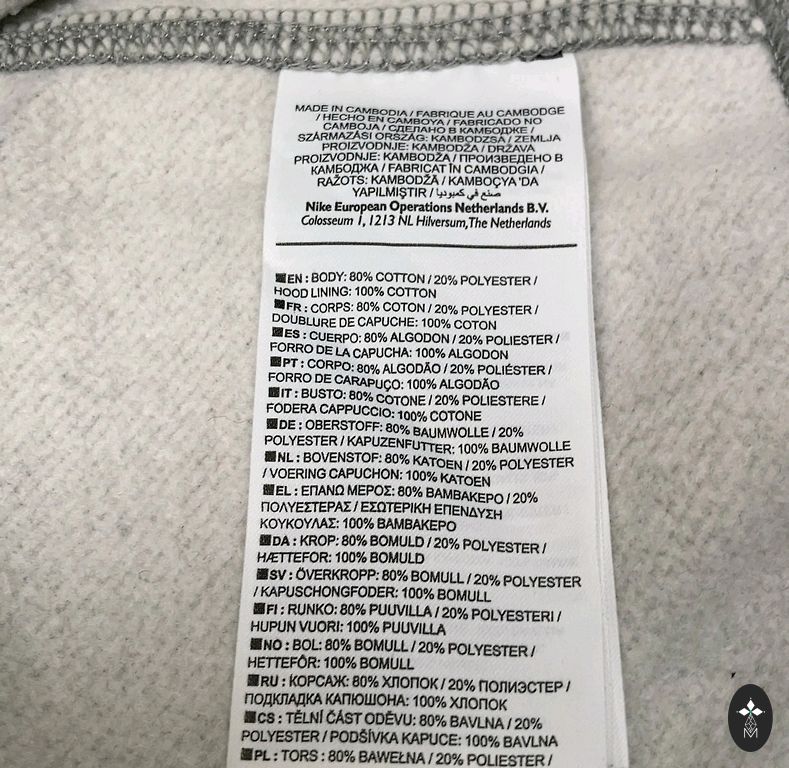 MADE IN CAMBODIA / FABRIQUE AU CAMBODGE
/ HECHO EN CAMBOYA / FABRICADO NO
CAMBOJA / СДЕЛАНО В КАМБОДЖЕ /
SZÁRMAZÁSI ORSZÁG: KAMBODZSA / ZEMLJA
PROIZVODNJE: KAMBODŽA / DRŽAVA
PROIZVODNJE: KAMBODŽA / ПРОИЗВЕДЕНО В
КАМБОДЖА / FABRICAT ÎN CAMBODGIA /
RAŽOTS: KAMBODŽĀ / KAMBOÇYA 'DA
YAPILMIŞTIR / صنع في كمبوديا
Nike European Operations Netherlands B.V.
Colosseum 1, 1213 NL Hilversum, The Netherlands
EN : BODY: 80% COTTON / 20% POLYESTER /
HOOD LINING: 100% COTTON
FR : CORPS: 80% COTON / 20% POLYESTER /
DOUBLURE DE CAPUCHE: 100% COTON
ES : CUERPO: 80% ALGODON / 20% POLIESTER /
FORRO DE LA CAPUCHA: 100% ALGODON
PT : CORPO: 80% ALGODÃO / 20% POLIÉSTER /
FORRO DE CARAPUÇO: 100% ALGODÃO
IT : BUSTO: 80% COTONE / 20% POLIESTERE /
FODERA CAPPUCCIO: 100% COTONE
DE : OBERSTOFF: 80% BAUMWOLLE / 20%
POLYESTER / KAPUZENFUTTER: 100% BAUMWOLLE
NL : BOVENSTOF: 80% KATOEN / 20% POLYESTER
/ VOERING CAPUCHON: 100% KATOEN
EL : ΕΠΑΝΩ ΜΕΡΟΣ: 80% ΒΑΜΒΑΚΕΡΟ / 20%
ΠΟΛΥΕΣΤΕΡΑΣ / ΕΣΩΤΕΡΙΚΗ ΕΠΕΝΔΥΣΗ
ΚΟΥΚΟΥΛΑΣ: 100% ΒΑΜΒΑΚΕΡΟ
DA : KROP: 80% BOMULD / 20% POLYESTER /
HÆTTEFOR: 100% BOMULD
SV : ÖVERKROPP: 80% BOMULL / 20% POLYESTER
/ KAPUSCHONGFODER: 100% BOMULL
FI : RUNKO: 80% PUUVILLA / 20% POLYESTERI /
HUPUN VUORI: 100% PUUVILLA
NO : BOL: 80% BOMULL / 20% POLYESTER /
HETTEFÔR: 100% BOMULL
RU : КОРСАЖ: 80% ХЛОПОК / 20% ПОЛИЭСТЕР /
ПОДКЛАДКА КАПЮШОНА: 100% ХЛОПОК
CS : TĚLNÍ ČÁST ODĚVU: 80% BAVLNA / 20%
POLYESTER / PODŠÍVKA KAPUCE: 100% BAVLNA
PL : TORS : 80% BAWEŁNA / 20% POLIESTER /
M